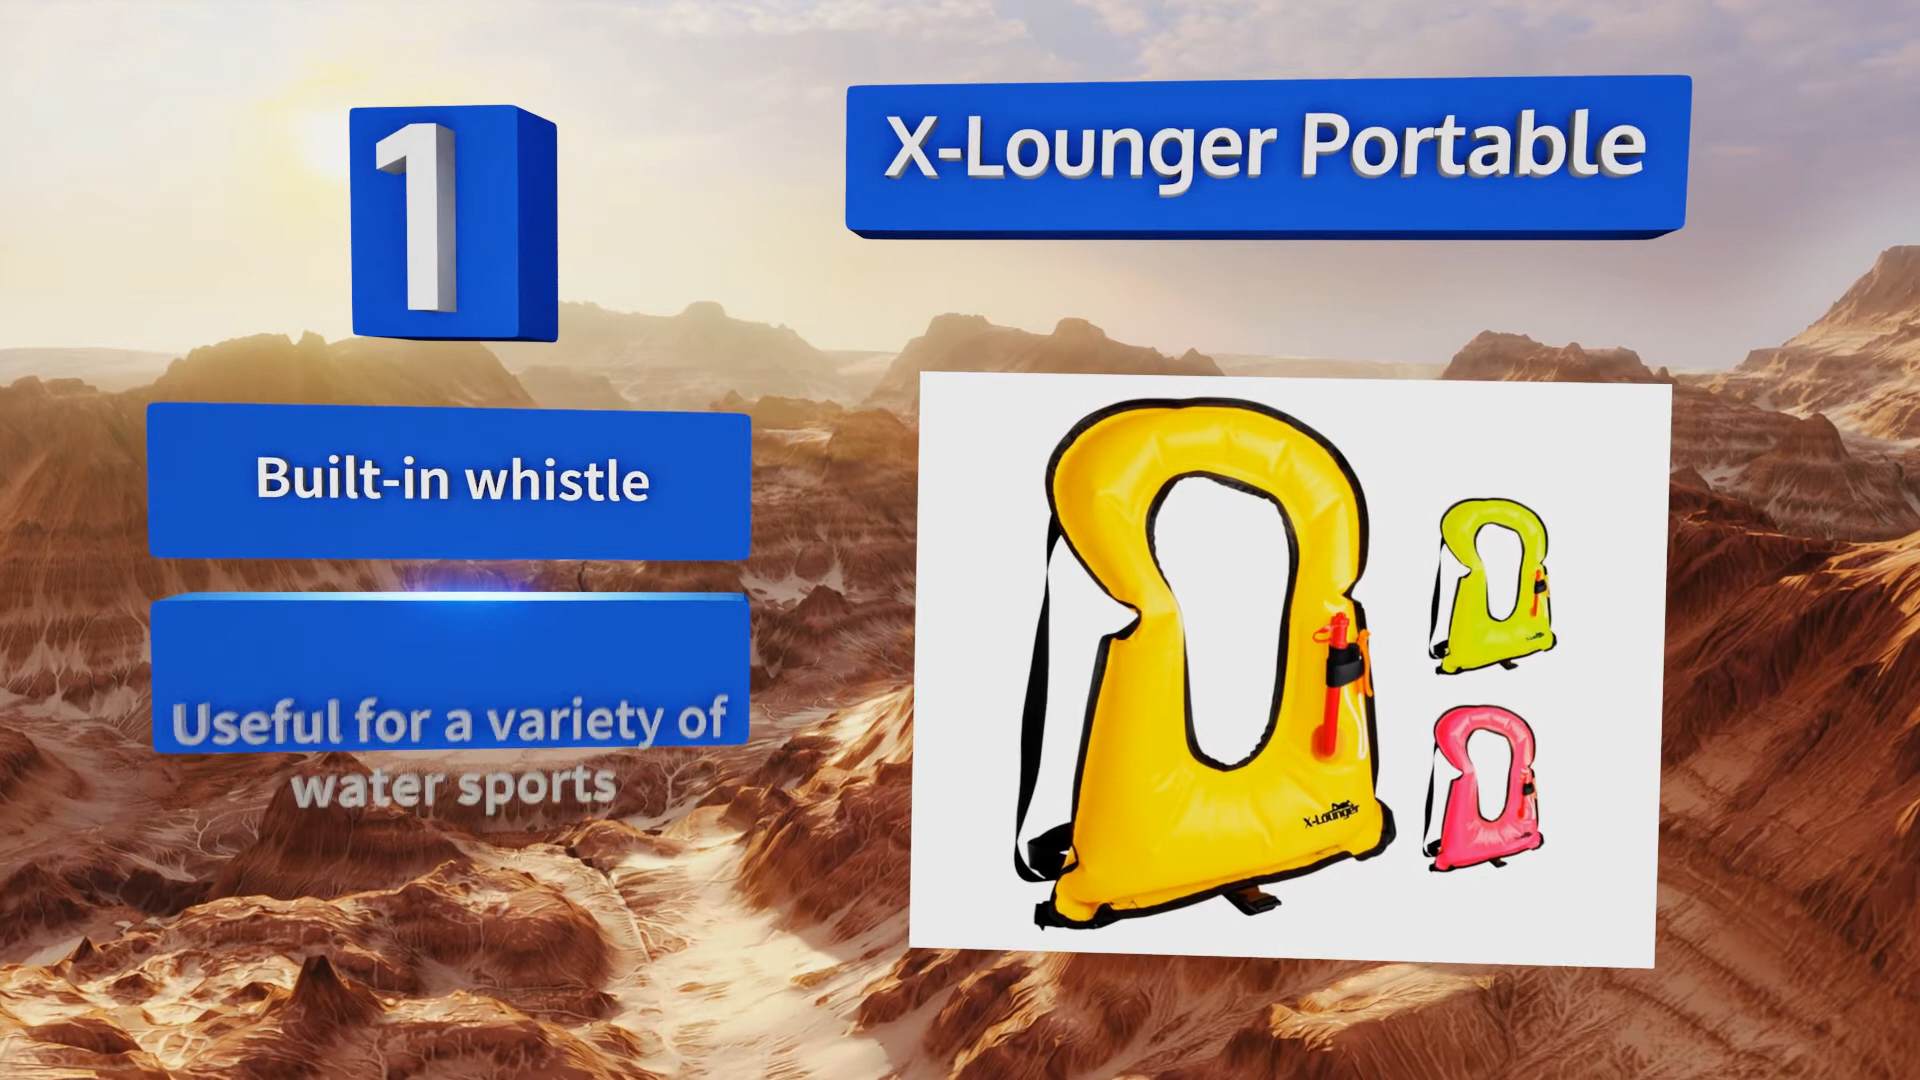 1
X-Lounger Portable
Built-in whistle
Useful for a variety of
water sports
X-Lounger